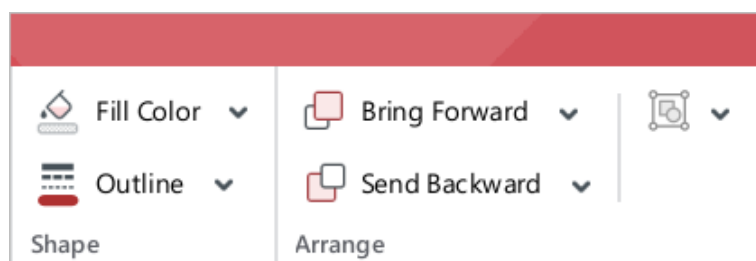 Fill Color
Outline
Shape
Bring Forward
Send Backward
Arrange